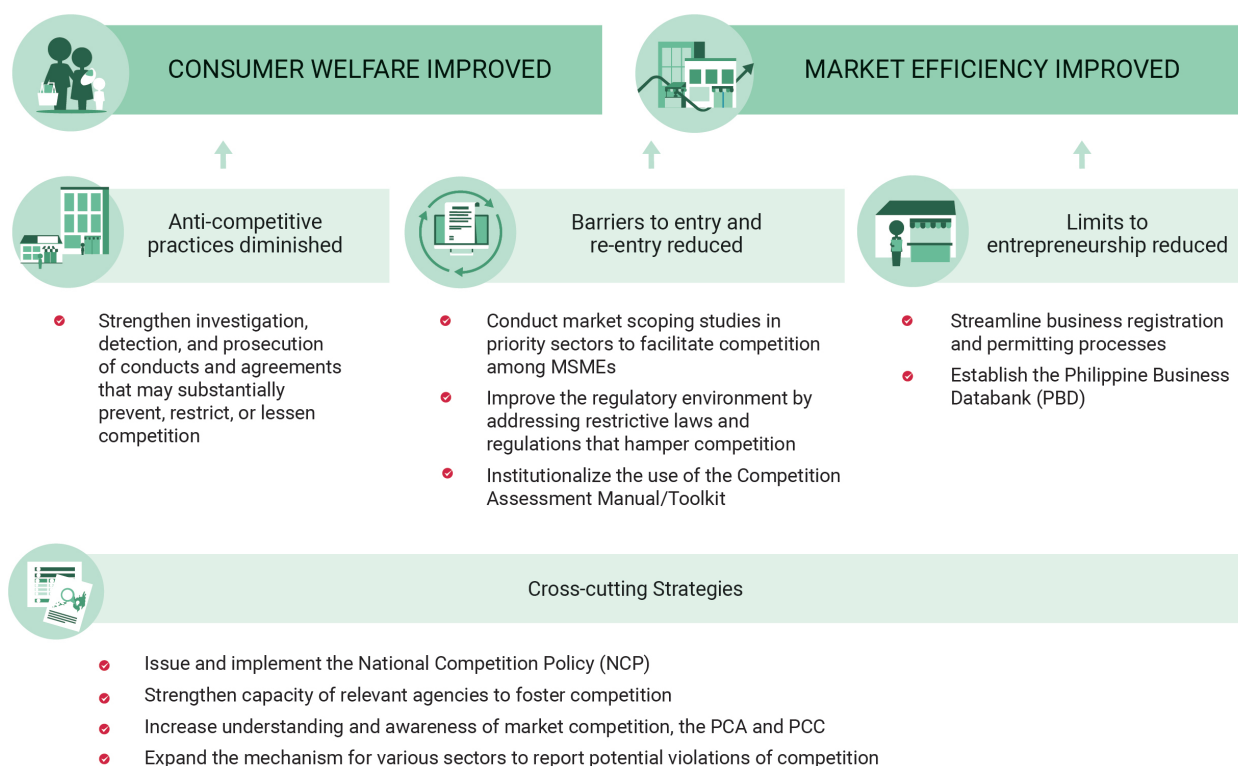 CONSUMER WELFARE IMPROVED
MARKET EFFICIENCY IMPROVED
Anti-competitive
practices diminished
Barriers to entry and
re-entry reduced
Limits to
entrepreneurship reduced
Strengthen investigation,
detection, and prosecution
of conducts and agreements
that may substantially
prevent, restrict, or lessen
competition
Conduct market scoping studies in
priority sectors to facilitate competition
among MSMEs
Improve the regulatory environment by
addressing restrictive laws and
regulations that hamper competition
Institutionalize the use of the Competition
Assessment Manual/Toolkit
Streamline business registration
and permitting processes
Establish the Philippine Business
Databank (PBD)
Cross-cutting Strategies
Issue and implement the National Competition Policy (NCP)
Strengthen capacity of relevant agencies to foster competition
Increase understanding and awareness of market competition, the PCA and PCC
Expand the mechanism for various sectors to report potential violations of competition